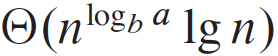 Θ(n^{log_b a} lg n)